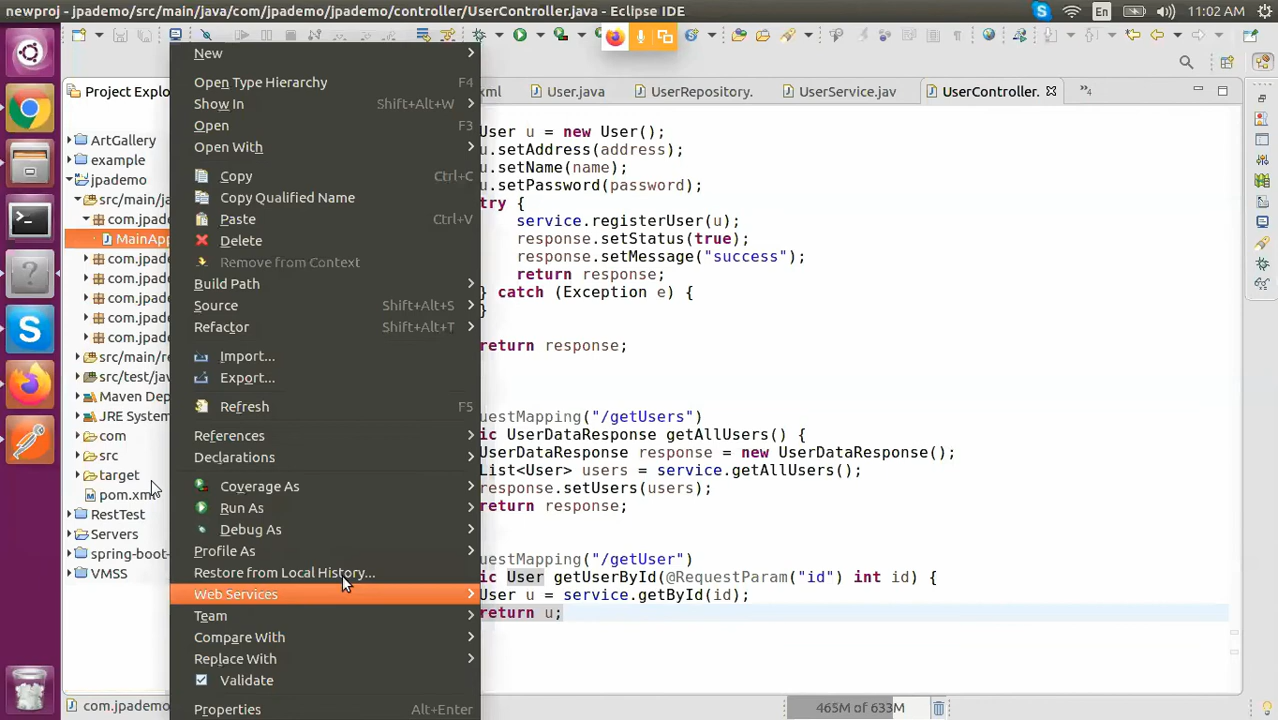 newproj - jpademo/src/main/java/com/jpademo/controller/UserController.java - Eclipse IDE
En
11:02 AM
Project Explo
xml
User.java
UserRepository.
UserService.jav
UserController.
4
ArtGallery
example
jpademo
src/main/ja
com.jpad
MainApp
com.jpad
com.jpade
com.jpade
com.jpade
com.jpade
src/main/re
src/test/jav
Maven Dep
JRE System
com
src
target
pom.xm
RestTest
Servers
spring-boot-
VMSS
New
Open Type Hierarchy F4
Show In Shift+Alt+W
Open F3
Open With
Copy Ctrl+C
Copy Qualified Name
Paste Ctrl+V
Delete
Remove from Context
Build Path
Source Shift+Alt+S
Refactor Shift+Alt+T
Import...
Export...
Refresh F5
References
Declarations
Coverage As
Run As
Debug As
Profile As
Restore from Local History...
Web Services
Team
Compare With
Replace With
Validate
Properties Alt+Enter
User u = new User();
u.setAddress(address);
u.setName(name);
u.setPassword(password);
try {
service.registerUser(u);
response.setStatus(true);
response.setMessage("success");
return response;
} catch (Exception e) {
}
return response;
uestMapping("/getUsers")
ic UserDataResponse getAllUsers() {
UserDataResponse response = new UserDataResponse();
List<User> users = service.getAllUsers();
response.setUsers(users);
return response;
uestMapping("/getUser")
ic User getUserById(@RequestParam("id") int id) {
User u = service.getById(id);
return u;
com.jpademo
465M of 633M